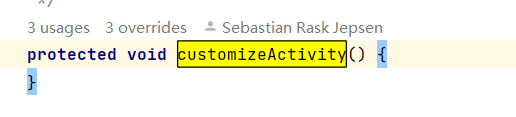 */
3 usages 3 overrides Sebastian Rask Jepsen
protected void customizeActivity() {
}